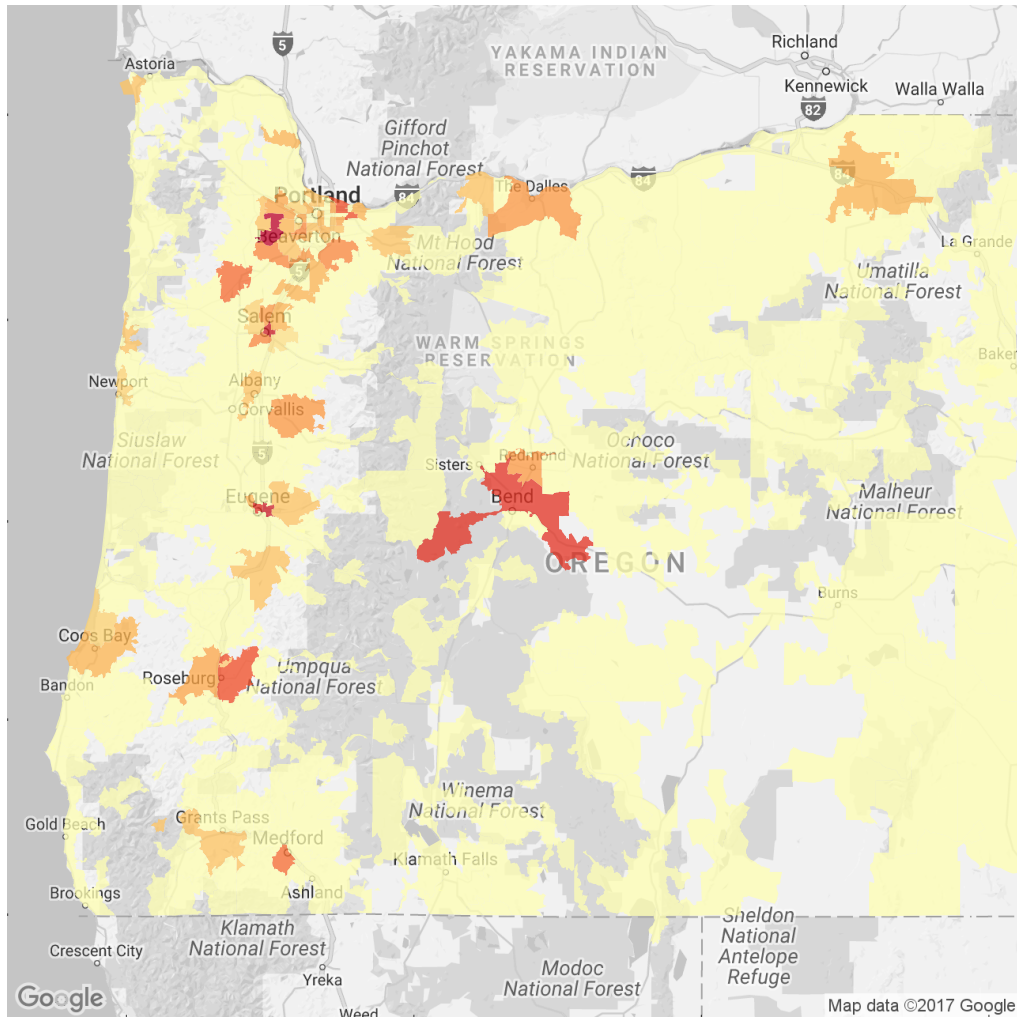 5
YAKAMA INDIAN
RESERVATION
Richland
Astoria
Kennewick
Walla Walla
82
Gifford
Pinchot
National Forest
84
84
84
The Dalles
Portland
Beaverton
Mt Hood
National Forest
La Grande
5
Umatilla
National Forest
Salem
WARM SPRINGS
RESERVATION
Baker
Newport
Albany
Corvallis
Siuslaw
National Forest
5
Ochoco
National Forest
Sisters
Redmond
Eugene
Bend
Malheur
National Forest
OREGON
Burns
Coos Bay
Roseburg
Umpqua
National Forest
Bandon
Winema
National Forest
Gold Beach
Grants Pass
Medford
Klamath Falls
Brookings
Ashland
Klamath
National Forest
Sheldon
National
Antelope
Refuge
Crescent City
Yreka
Modoc
National Forest
Weed
Google
Map data ©2017 Google